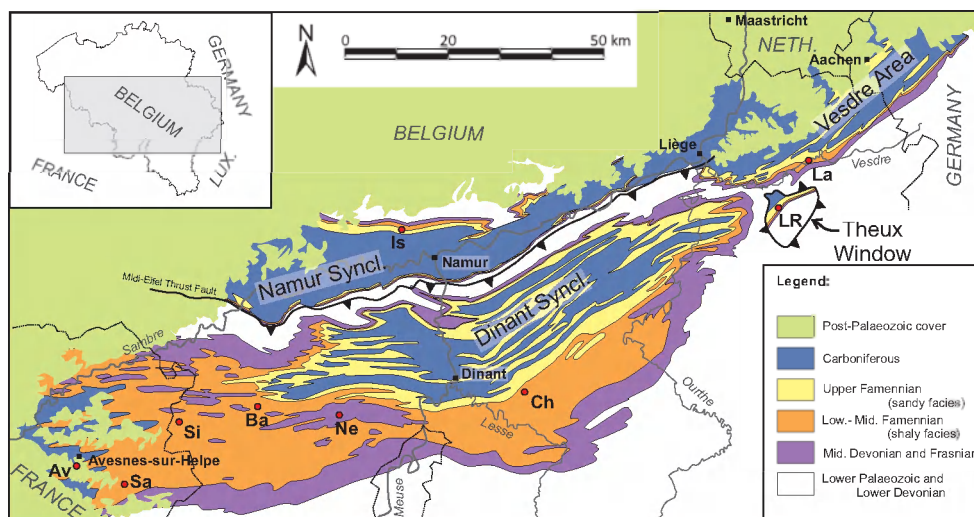 BELGIUM
GERMANY
FRANCE
LUX.
N
0
20
40
50 km
Maastricht
NETH.
Aachen
Vesdre Area
BELGIUM
GERMANY
Liège
Vesdre
La
LR
Theux
Window
Is
Namur
Namur Syncl.
Midi-Eifel Thrust Fault
Dinant Syncl.
Sambre
Dinant
Ourthe
Ch
Lesse
Ba
Ne
Si
Avesnes-sur-Helpe
Av
Sa
FRANCE
Meuse
Legend:
Post-Palaeozoic cover
Carboniferous
Upper Famennian
(sandy facies)
Low.- Mid. Famennian
(shaly facies)
Mid. Devonian and Frasnian
Lower Palaeozoic and
Lower Devonian